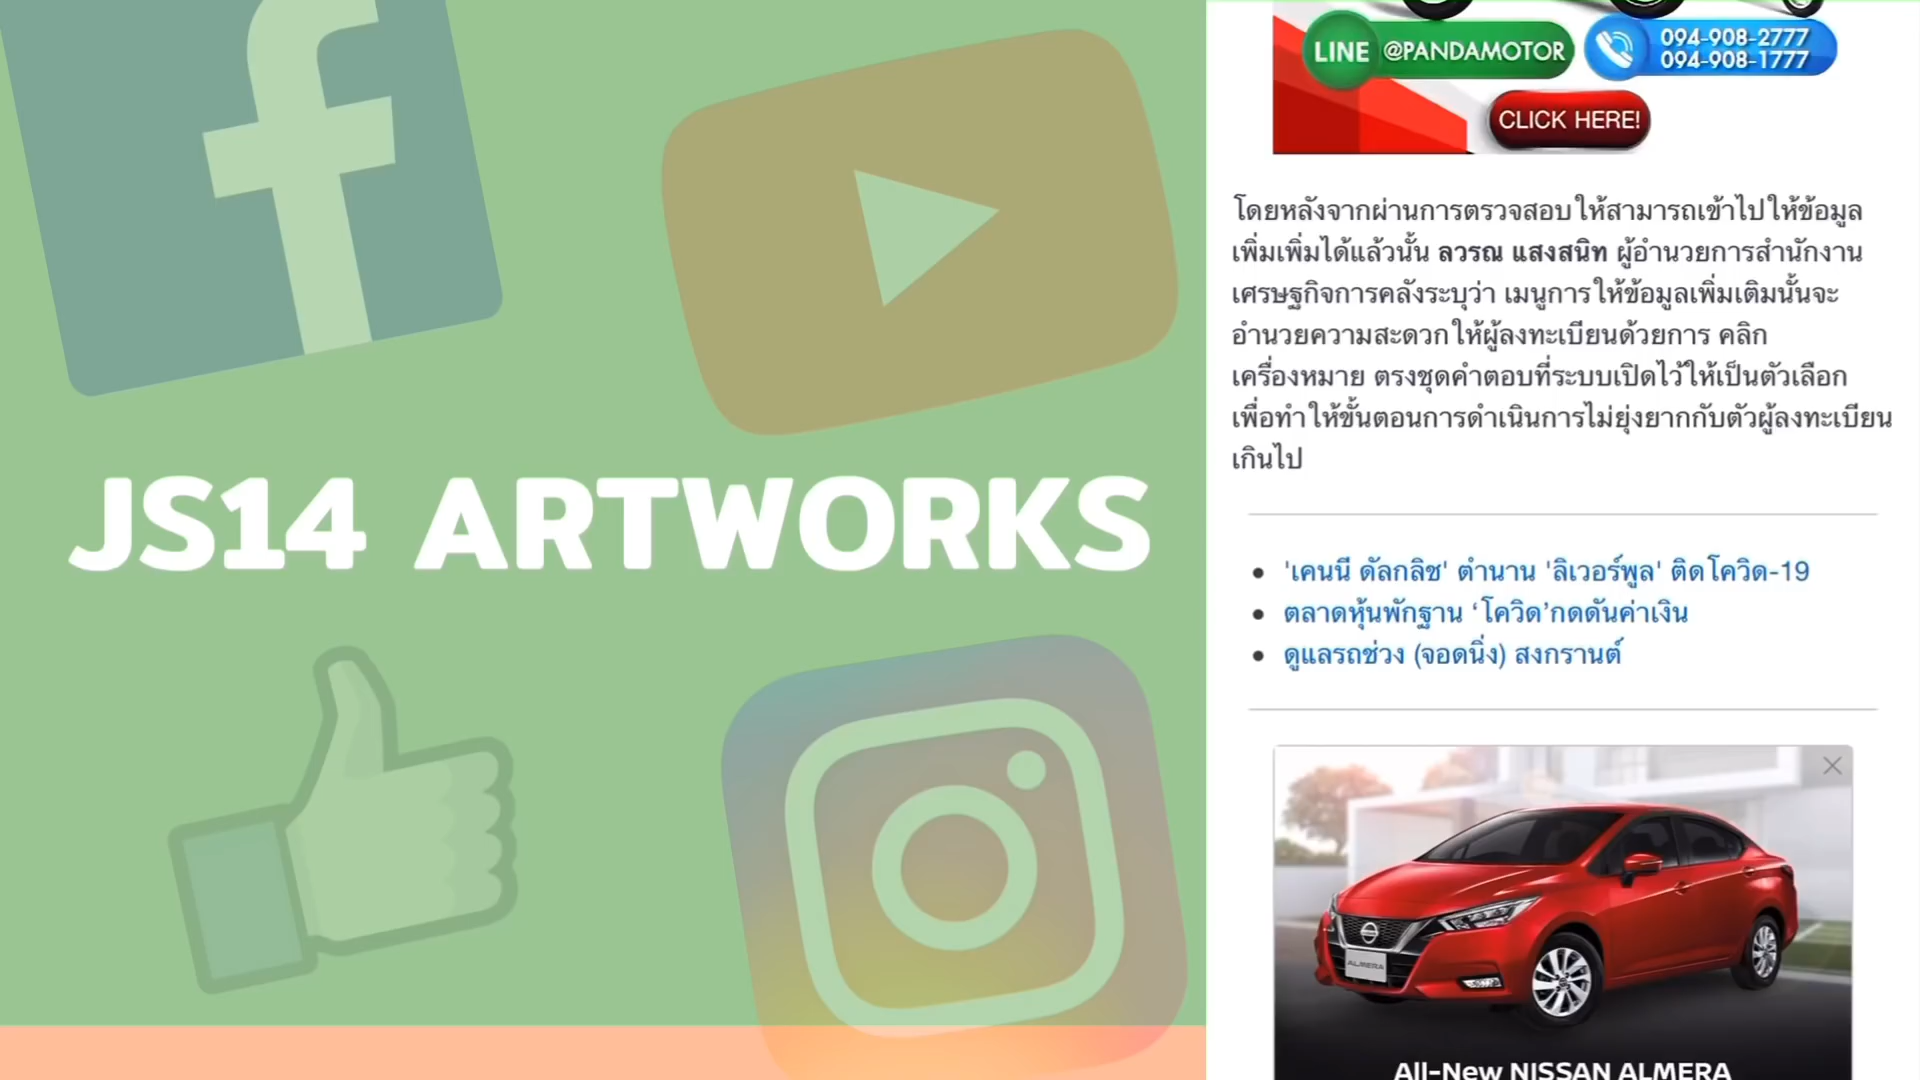 JS14 ARTWORKS
LINE @PANDAMOTOR
094-908-2777
094-908-1777
CLICK HERE!
โดยหลังจากผ่านการตรวจสอบให้สามารถเข้าไปให้ข้อมูล
เพิ่มเพิ่มได้แล้วนั้น ลวรณ แสงสนิท ผู้อำนวยการสำนักงาน
เศรษฐกิจการคลังระบุว่า เมนูการให้ข้อมูลเพิ่มเติมนั้นจะ
อำนวยความสะดวกให้ผู้ลงทะเบียนด้วยการ คลิก
เครื่องหมาย ตรงชุดคำตอบที่ระบบเปิดไว้ให้เป็นตัวเลือก
เพื่อทำให้ขั้นตอนการดำเนินการไม่ยุ่งยากกับตัวผู้ลงทะเบียน
เกินไป
'เคนนี ดัลกลิช' ตำนาน 'ลิเวอร์พูล' ติดโควิด-19
ตลาดหุ้นพักฐาน ‘โควิด’กดดันค่าเงิน
ดูแลรถช่วง (จอดนิ่ง) สงกรานต์
ALMERA
All-New NISSAN ALMERA